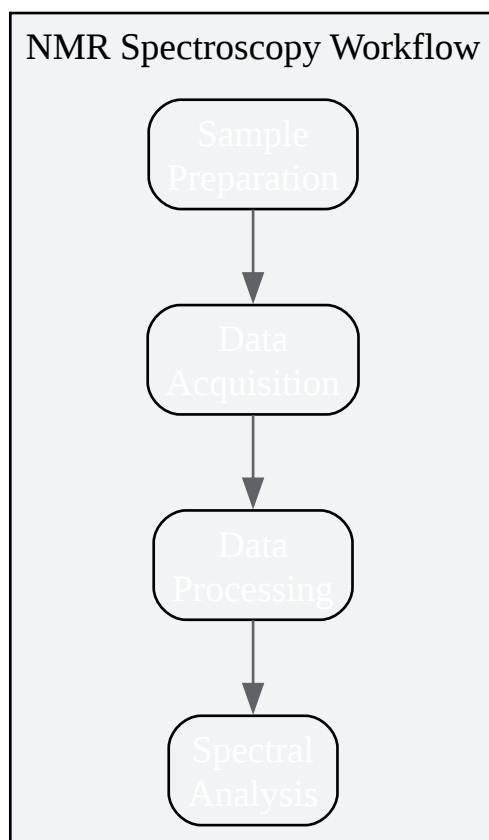 NMR Spectroscopy Workflow
Sample
Preparation
Data
Acquisition
Data
Processing
Spectral
Analysis